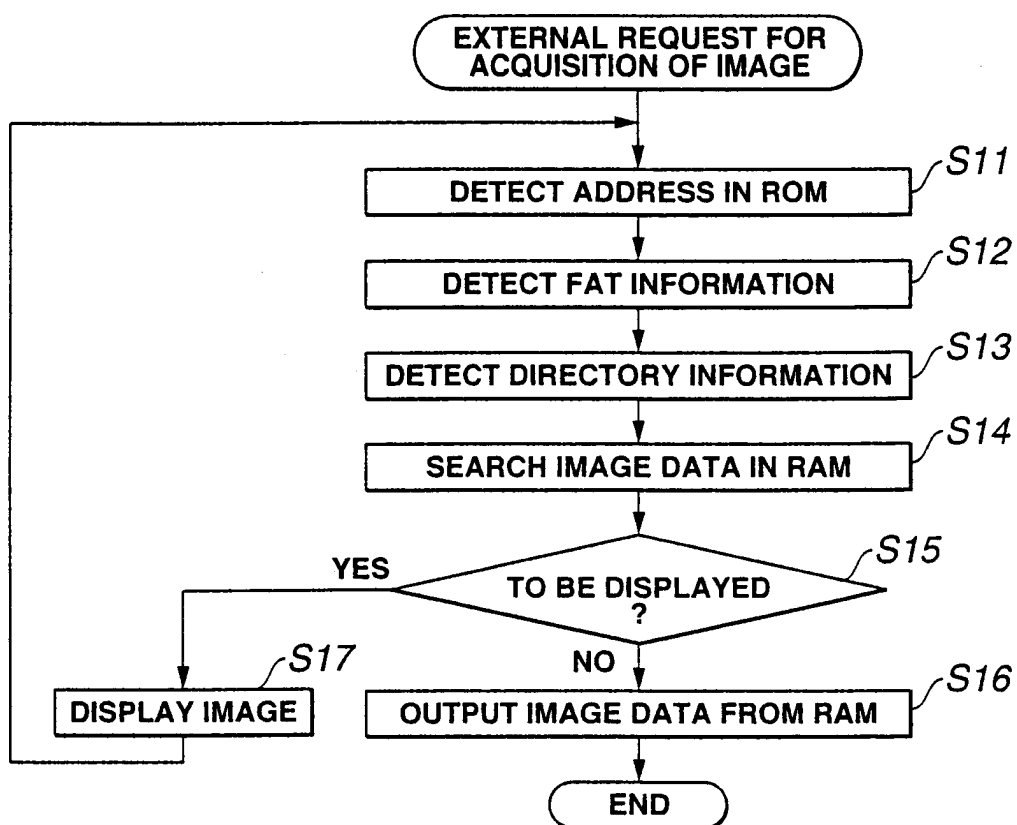 EXTERNAL REQUEST FOR
ACQUISITION OF IMAGE
S11
DETECT ADDRESS IN ROM
S12
DETECT FAT INFORMATION
S13
DETECT DIRECTORY INFORMATION
S14
SEARCH IMAGE DATA IN RAM
S15
YES
TO BE DISPLAYED
?
NO
S17
DISPLAY IMAGE
S16
OUTPUT IMAGE DATA FROM RAM
END